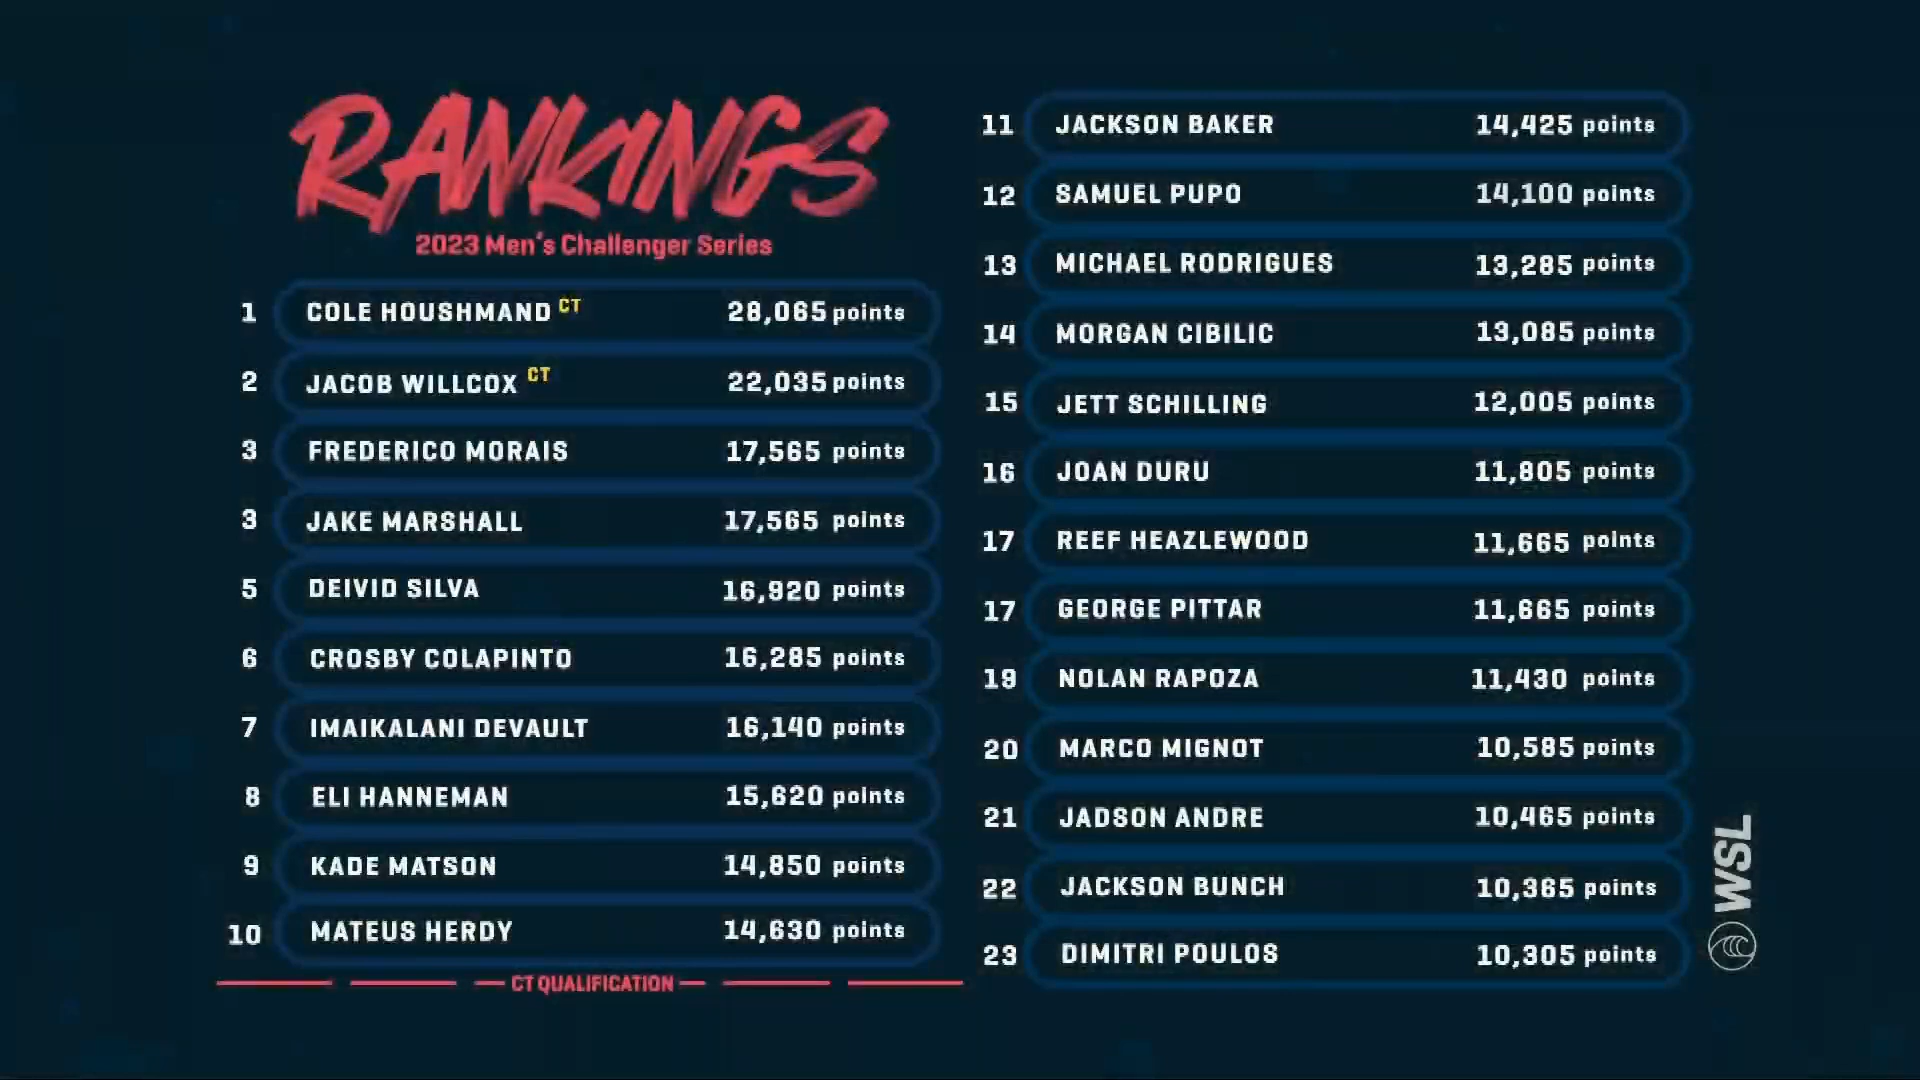 RANKINGS
2023 Men's Challenger Series
1 COLE HOUSHMAND CT 28,065 points
2 JACOB WILLCOX CT 22,035 points
3 FREDERICO MORAIS 17,565 points
3 JAKE MARSHALL 17,565 points
5 DEIVID SILVA 16,920 points
6 CROSBY COLAPINTO 16,285 points
7 IMAIKALANI DEVAULT 16,140 points
8 ELI HANNEMAN 15,620 points
9 KADE MATSON 14,850 points
10 MATEUS HERDY 14,630 points
CT QUALIFICATION
11 JACKSON BAKER 14,425 points
12 SAMUEL PUPO 14,100 points
13 MICHAEL RODRIGUES 13,285 points
14 MORGAN CIBILIC 13,085 points
15 JETT SCHILLING 12,005 points
16 JOAN DURU 11,805 points
17 REEF HEAZLEWOOD 11,665 points
17 GEORGE PITTAR 11,665 points
19 NOLAN RAPOZA 11,430 points
20 MARCO MIGNOT 10,585 points
21 JADSON ANDRE 10,465 points
22 JACKSON BUNCH 10,365 points
23 DIMITRI POULOS 10,305 points
WSL